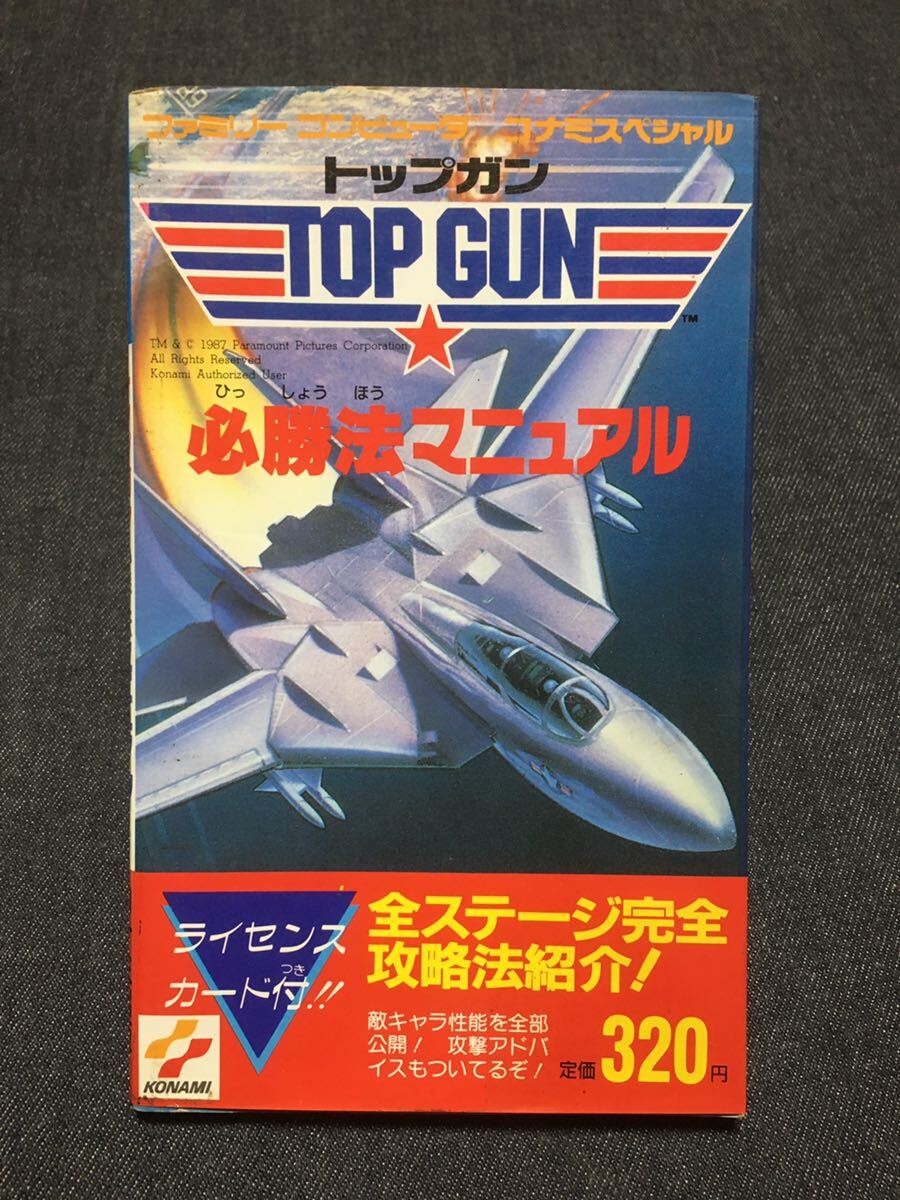 ファミリーコンピュータ コナミスペシャル
トップガン
TOP GUN
TM
TM & © 1987 Paramount Pictures Corporation
All Rights Reserved
Konami Authorized User
ひっ しょう ほう
必勝法マニュアル
ライセンス
つき
カード付!!
全ステージ完全
攻略法紹介!
敵キャラ性能を全部
公開! 攻撃アドバ
イスもついてるぞ!
定価320円
KONAMI